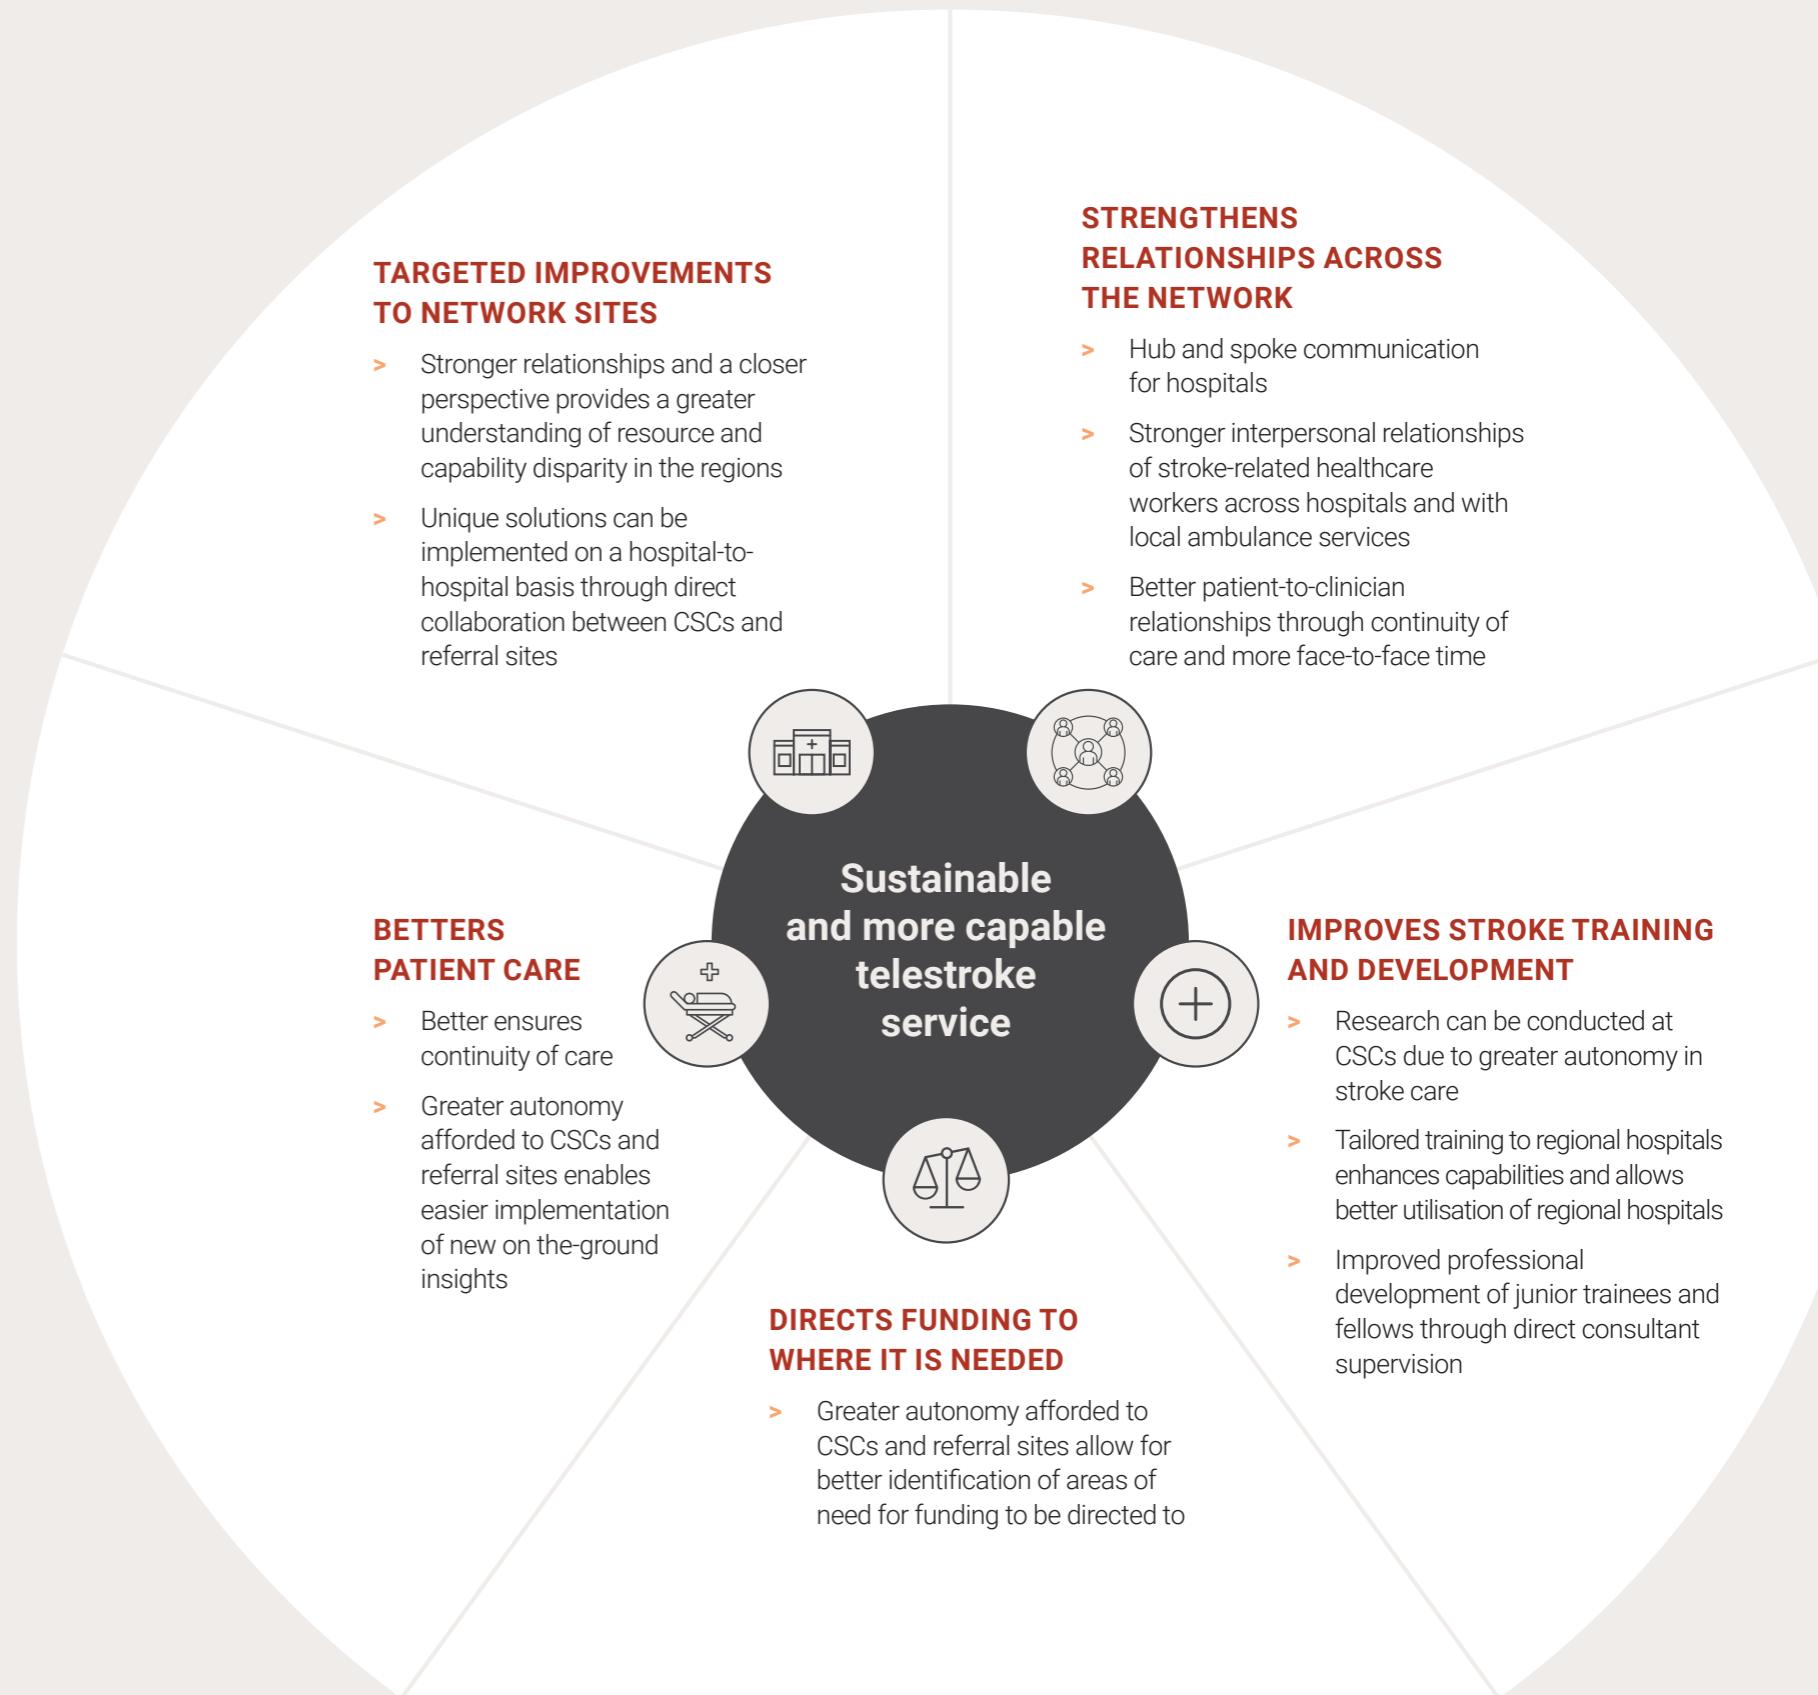 TARGETED IMPROVEMENTS
TO NETWORK SITES
> Stronger relationships and a closer
perspective provides a greater
understanding of resource and
capability disparity in the regions
> Unique solutions can be
implemented on a hospital-to-
hospital basis through direct
collaboration between CSCs and
referral sites
STRENGTHENS
RELATIONSHIPS ACROSS
THE NETWORK
> Hub and spoke communication
for hospitals
> Stronger interpersonal relationships
of stroke-related healthcare
workers across hospitals and with
local ambulance services
> Better patient-to-clinician
relationships through continuity of
care and more face-to-face time
Sustainable
and more capable
telestroke
service
BETTERS
PATIENT CARE
> Better ensures
continuity of care
> Greater autonomy
afforded to CSCs and
referral sites enables
easier implementation
of new on the-ground
insights
IMPROVES STROKE TRAINING
AND DEVELOPMENT
> Research can be conducted at
CSCs due to greater autonomy in
stroke care
> Tailored training to regional hospitals
enhances capabilities and allows
better utilisation of regional hospitals
> Improved professional
development of junior trainees and
fellows through direct consultant
supervision
DIRECTS FUNDING TO
WHERE IT IS NEEDED
> Greater autonomy afforded to
CSCs and referral sites allow for
better identification of areas of
need for funding to be directed to